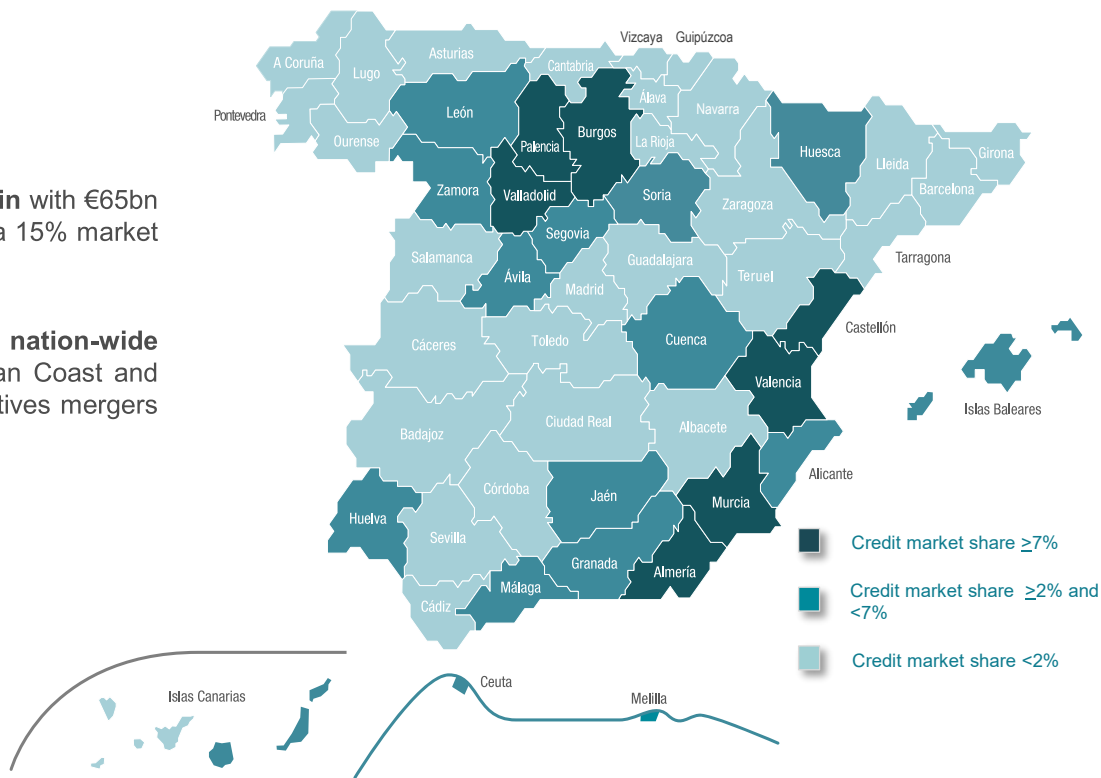 in with €65bn
a 15% market
nation-wide
an Coast and
tives mergers
Vizcaya
Guipúzcoa
A Coruña
Lugo
Asturias
Cantabria
Pontevedra
Ourense
León
Palencia
Burgos
Álava
La Rioja
Navarra
Huesca
Lleida
Girona
Barcelona
Zamora
Valladolid
Soria
Zaragoza
Tarragona
Segovia
Salamanca
Ávila
Madrid
Guadalajara
Teruel
Castellón
Cáceres
Toledo
Cuenca
Valencia
Islas Baleares
Badajoz
Ciudad Real
Albacete
Alicante
Huelva
Sevilla
Córdoba
Jaén
Murcia
Granada
Almería
Málaga
Cádiz
Credit market share ≥7%
Credit market share ≥2% and
<7%
Credit market share <2%
Islas Canarias
Ceuta
Melilla